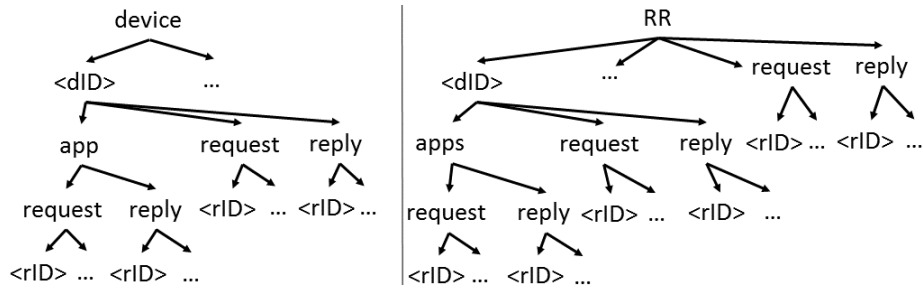 device
<dID> ...
app request reply
request reply <rID> ... <rID> ...
<rID> ... <rID> ...
RR
<dID> ... request reply
apps request reply <rID> ... <rID> ...
request reply <rID> ... <rID> ...
<rID> ... <rID> ...